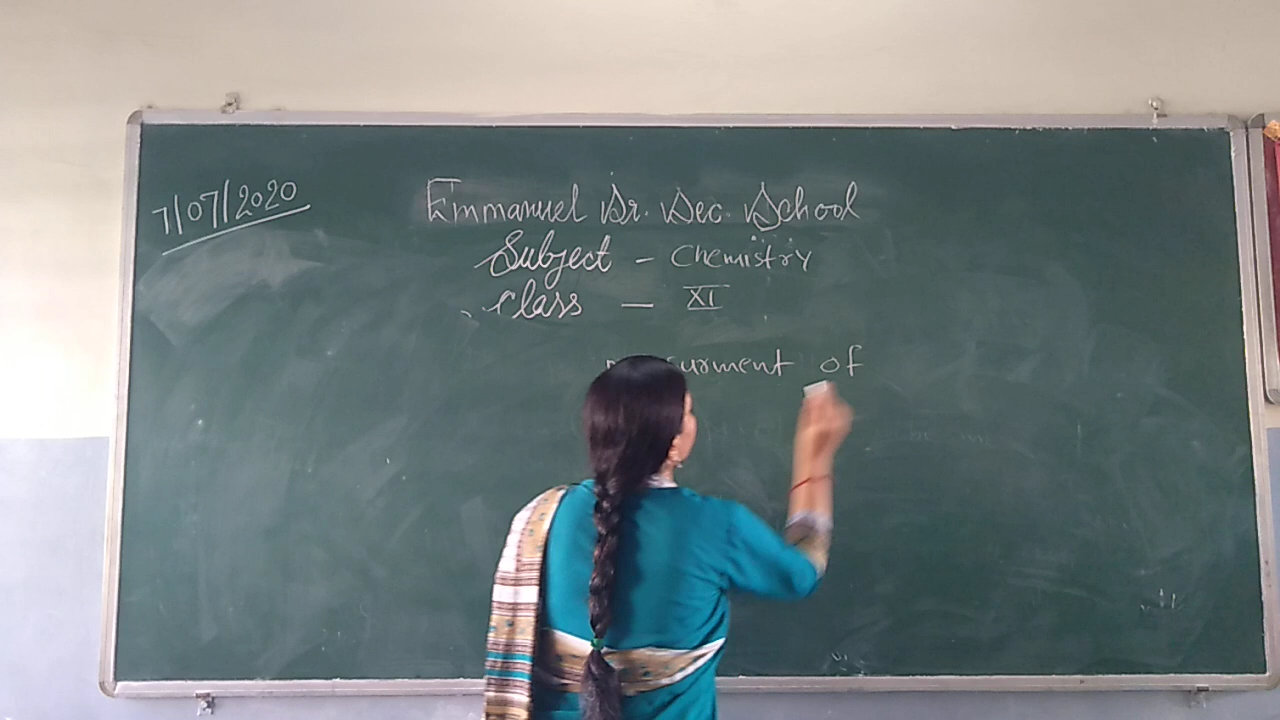 7/07/2020
Emmanuel Sr. Sec. School
Subject - Chemistry
Class - XI
of